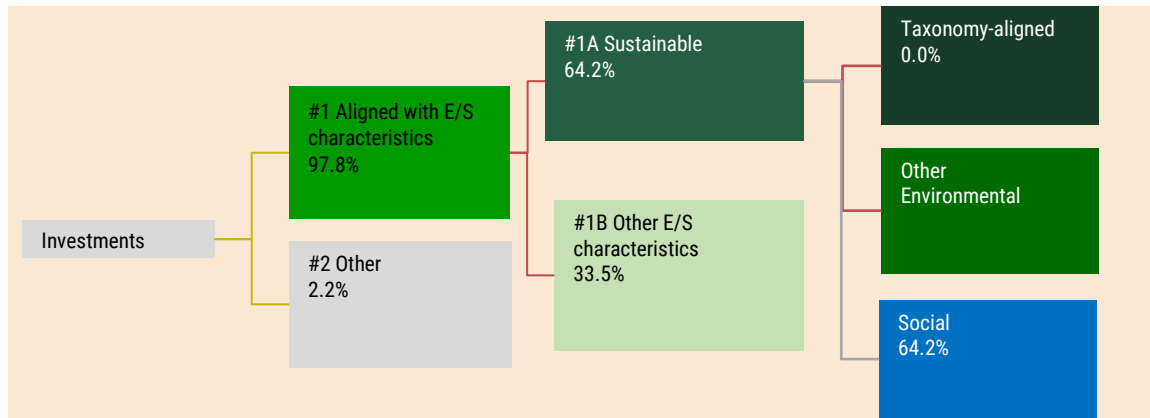 Investments
#1 Aligned with E/S
characteristics
97.8%
#2 Other
2.2%
#1A Sustainable
64.2%
#1B Other E/S
characteristics
33.5%
Taxonomy-aligned
0.0%
Other
Environmental
Social
64.2%